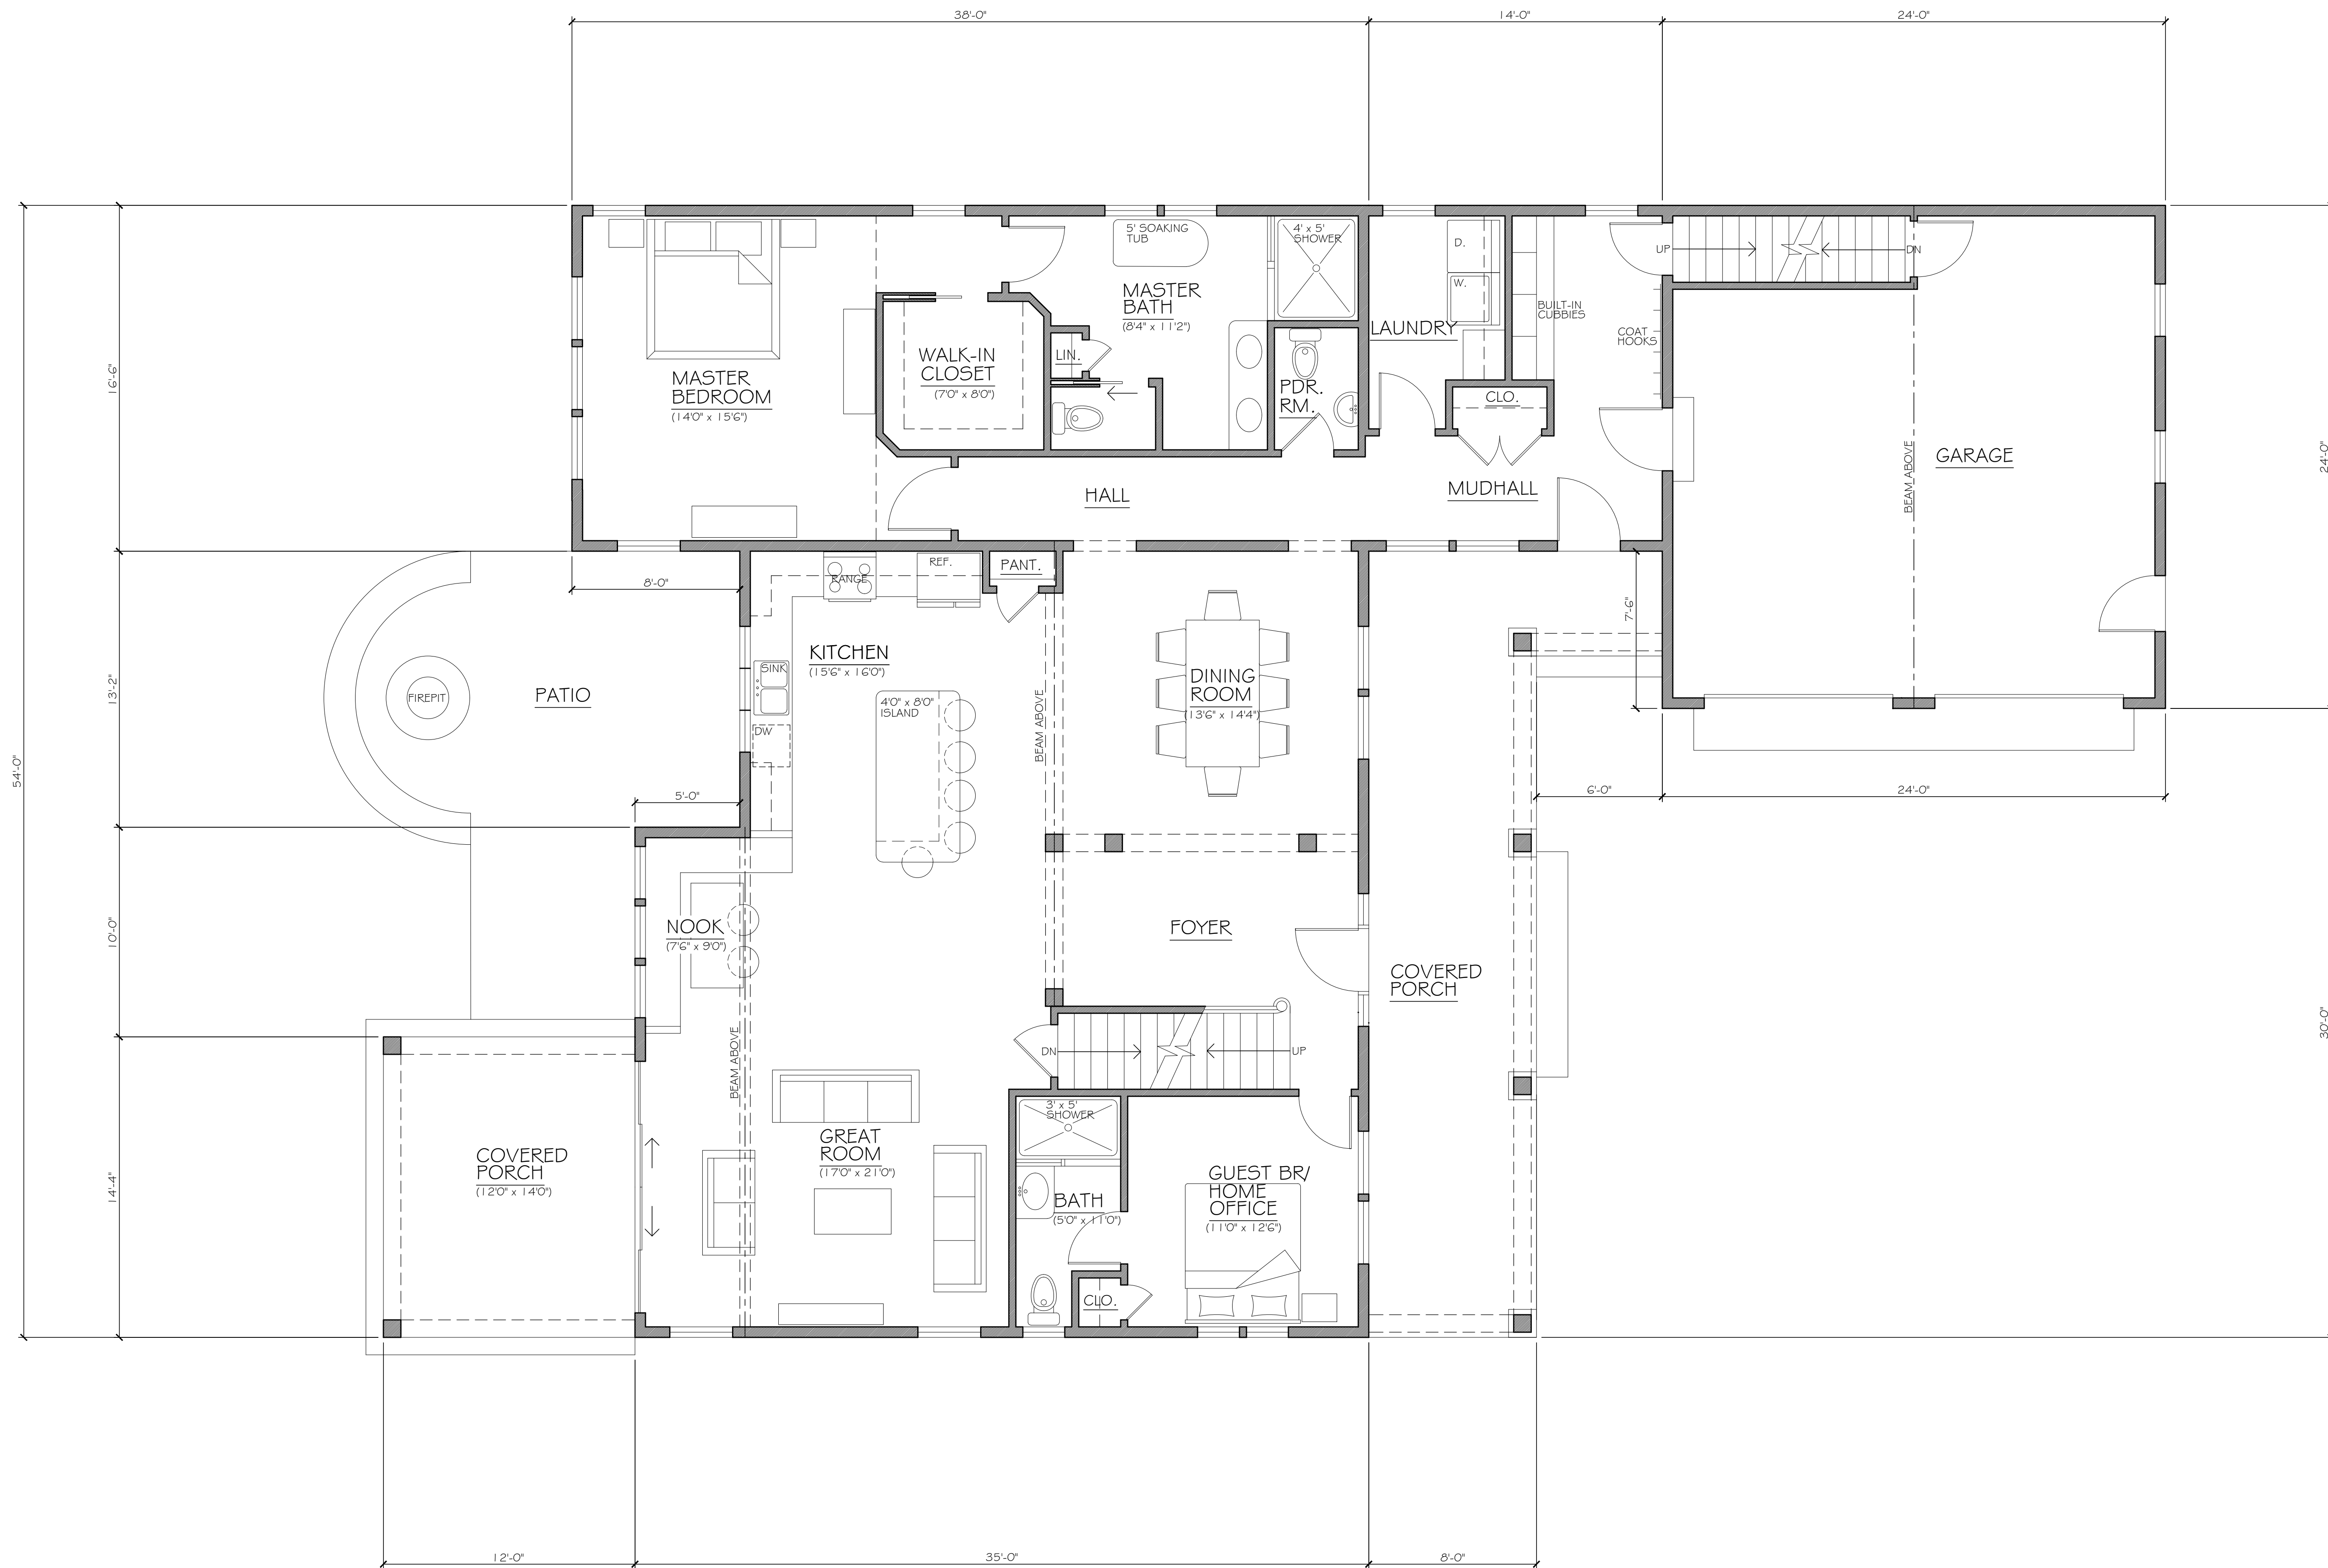 38'-0"
14'-0"
24'-0"
5' SOAKING
TUB
4' x 5'
SHOWER
D.
W.
UP
DN
MASTER
BATH
(8'4" x 11'2")
BUILT-IN
CUBBIES
COAT
HOOKS
LAUNDRY
LIN.
WALK-IN
CLOSET
(7'0" x 8'0")
MASTER
BEDROOM
(14'0" x 15'6")
PDR.
RM.
CLO.
16'-6"
GARAGE
BEAM ABOVE
24'-0"
HALL
MUDHALL
8'-0"
RANGE
REF.
PANT.
7'-6"
KITCHEN
(15'6" x 16'0")
SINK
DW
4'0" x 8'0"
ISLAND
BEAM ABOVE
DINING
ROOM
(13'6" x 14'4")
FIREPIT
PATIO
13'-2"
54'-0"
5'-0"
6'-0"
24'-0"
NOOK
(7'6" x 9'0")
FOYER
10'-0"
COVERED
PORCH
30'-0"
BEAM ABOVE
DN
UP
3' x 5'
SHOWER
GREAT
ROOM
(17'0" x 21'0")
COVERED
PORCH
(12'0" x 14'0")
14'-4"
BATH
(5'0" x 11'0")
GUEST BR/
HOME
OFFICE
(11'0" x 12'6")
CLO.
12'-0"
35'-0"
8'-0"